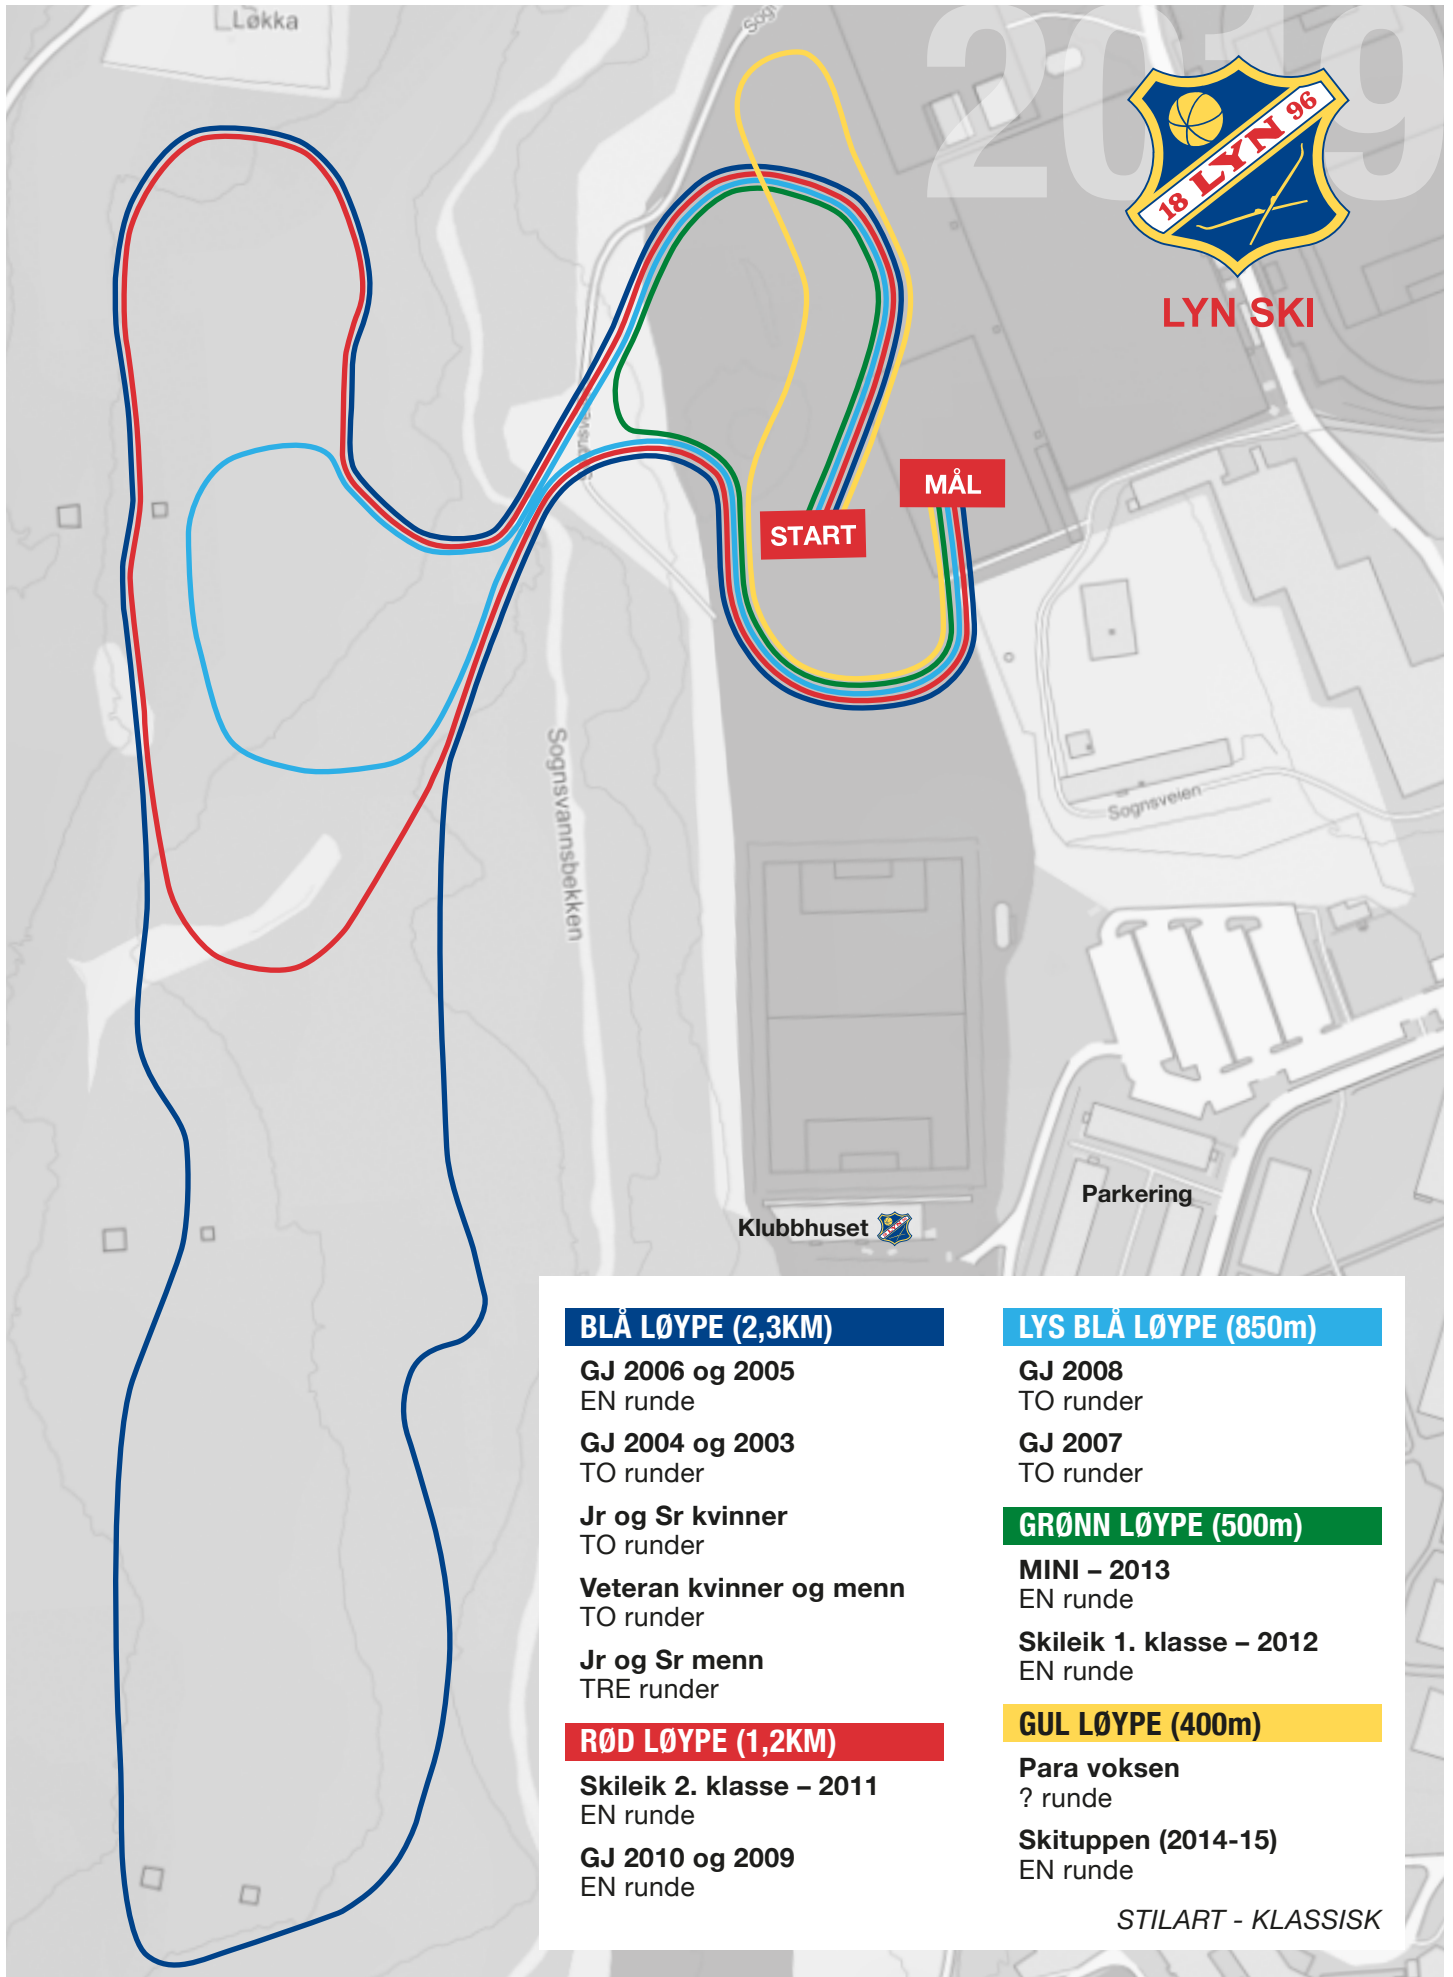 Løkka
Sogn
2019
18 LYN 96
LYN SKI
Sognsve
MÅL
START
Sognsvannsbekken
Sognsveien
Parkering
Klubbhuset
BLÅ LØYPE (2,3KM)
GJ 2006 og 2005
EN runde
GJ 2004 og 2003
TO runder
Jr og Sr kvinner
TO runder
Veteran kvinner og menn
TO runder
Jr og Sr menn
TRE runder
RØD LØYPE (1,2KM)
Skileik 2. klasse – 2011
EN runde
GJ 2010 og 2009
EN runde
LYS BLÅ LØYPE (850m)
GJ 2008
TO runder
GJ 2007
TO runder
GRØNN LØYPE (500m)
MINI – 2013
EN runde
Skileik 1. klasse – 2012
EN runde
GUL LØYPE (400m)
Para voksen
? runde
Skituppen (2014-15)
EN runde
STILART - KLASSISK